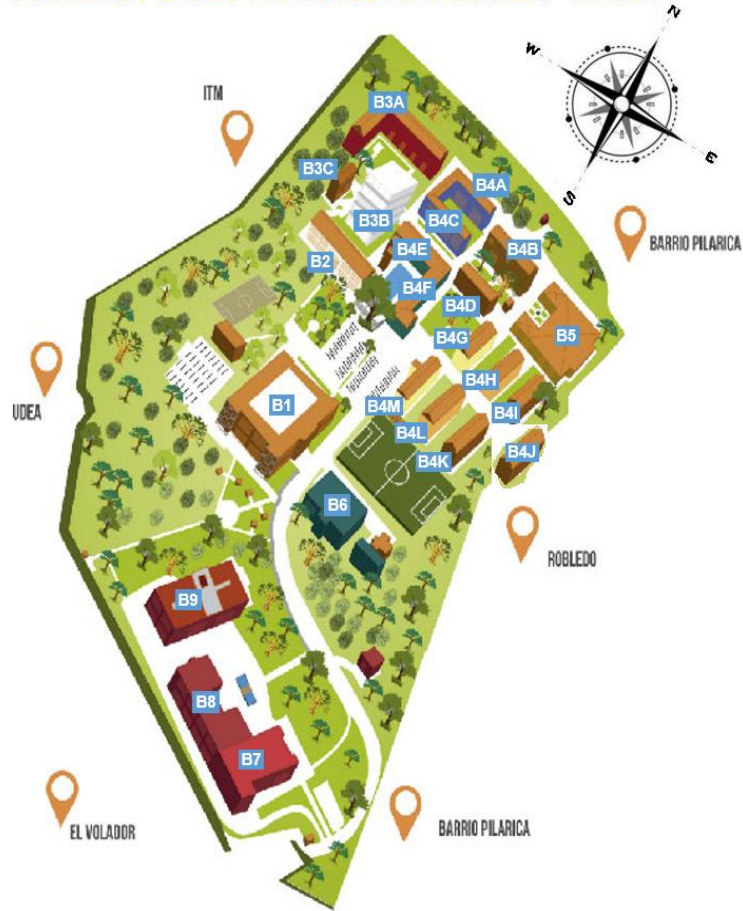 N
W
E
S
ITM
B3A
B3C
B4A
B3B
B4C
B4E
B4B
BARRIO PILARICA
B2
B4F
B4D
B4G
B5
UDEA
B1
B4H
B4M
B4I
B4L
B4K
B4J
B6
ROBLEDO
B9
B8
B7
EL VOLADOR
BARRIO PILARICA